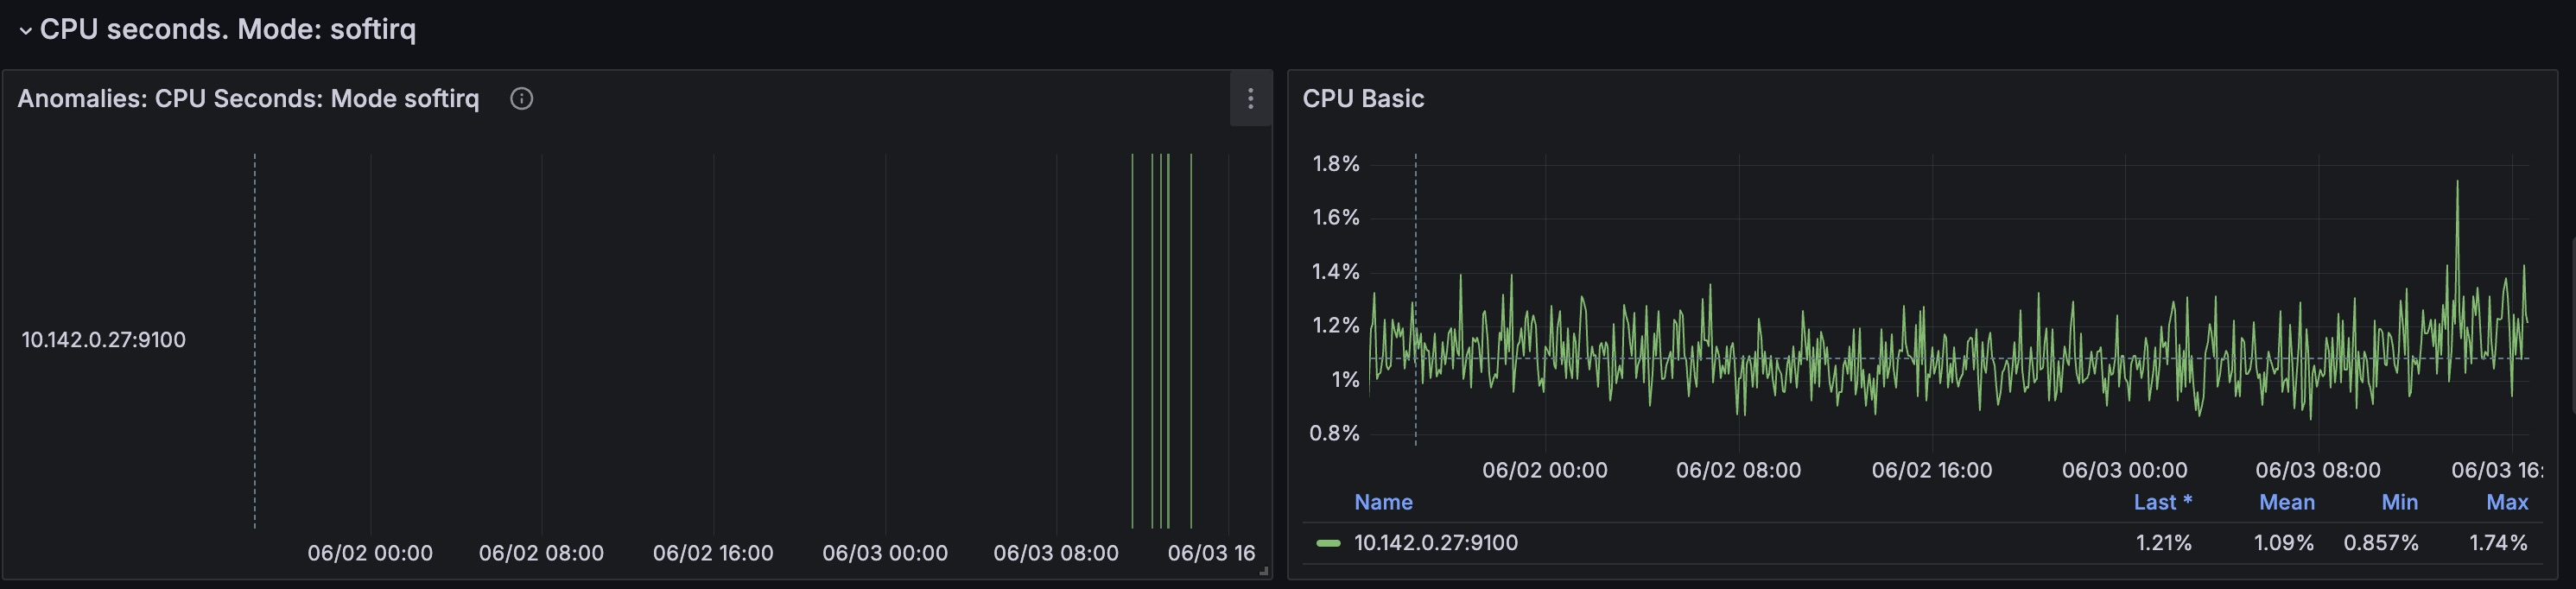 CPU seconds. Mode: softirq
Anomalies: CPU Seconds: Mode softirq
10.142.0.27:9100
06/02 00:00 06/02 08:00 06/02 16:00 06/03 00:00 06/03 08:00 06/03 16
CPU Basic
1.8%
1.6%
1.4%
1.2%
1%
0.8%
06/02 00:00 06/02 08:00 06/02 16:00 06/03 00:00 06/03 08:00 06/03 16:
Name Last * Mean Min Max
10.142.0.27:9100 1.21% 1.09% 0.857% 1.74%